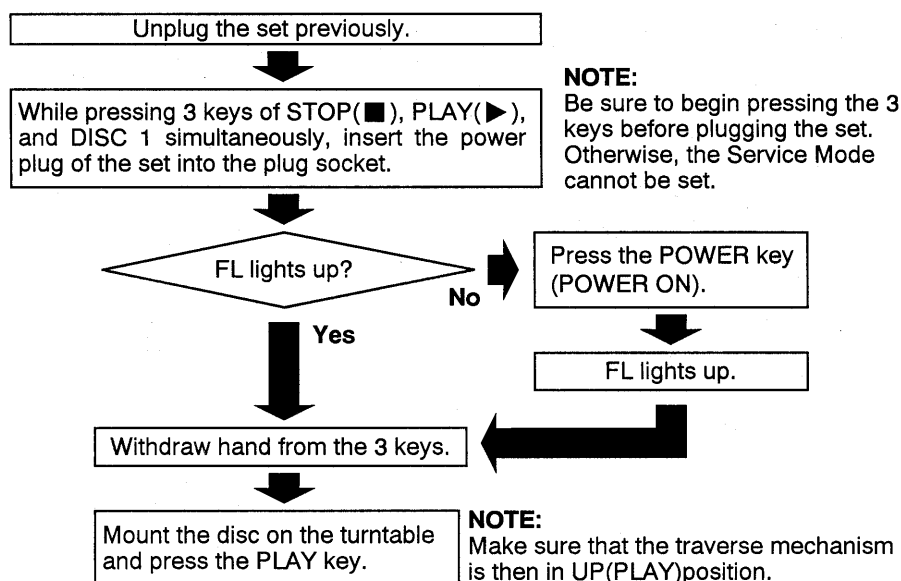 Unplug the set previously.
While pressing 3 keys of STOP(■), PLAY(▶),
and DISC 1 simultaneously, insert the power
plug of the set into the plug socket.
NOTE:
Be sure to begin pressing the 3
keys before plugging the set.
Otherwise, the Service Mode
cannot be set.
FL lights up?
No
Yes
Press the POWER key
(POWER ON).
FL lights up.
Withdraw hand from the 3 keys.
Mount the disc on the turntable
and press the PLAY key.
NOTE:
Make sure that the traverse mechanism
is then in UP(PLAY)position.